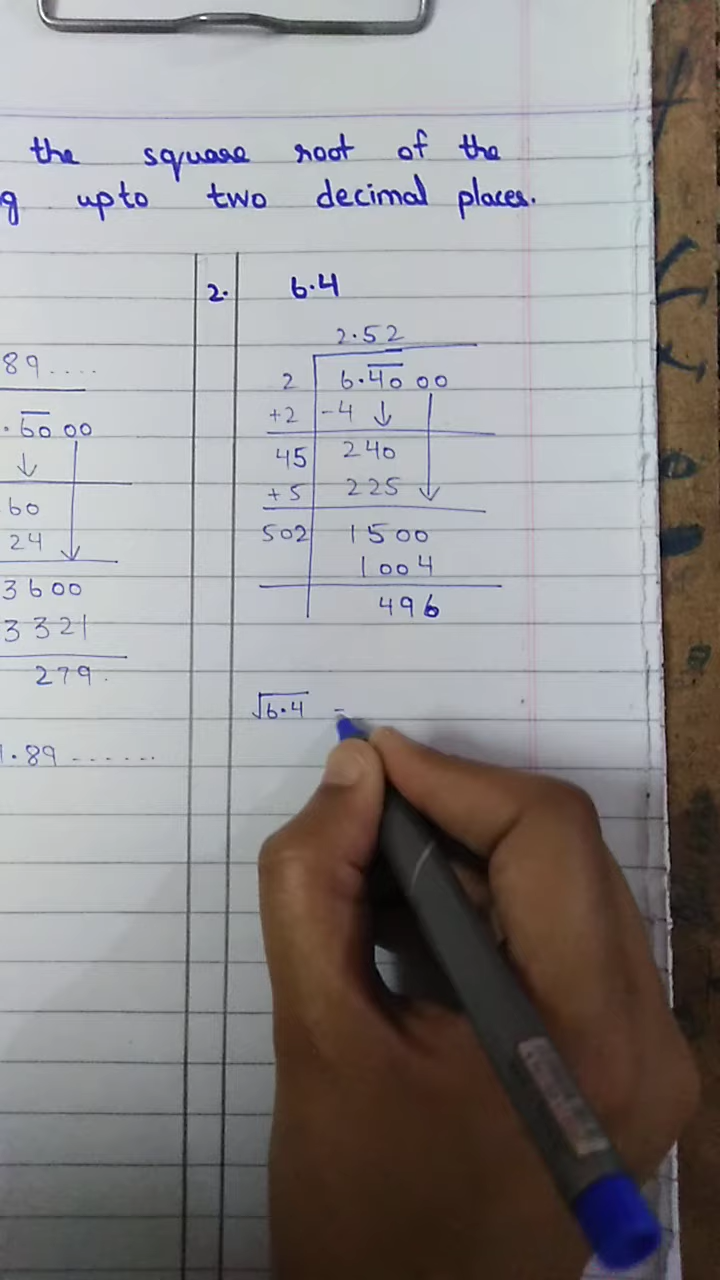 the square root of the
g upto two decimal places.
89....
. 60 00
60
24
3600
3321
279.
1.89 ......
2. 6.4
2.52
2 6.40 00
+2 -4 ↓
45 240
+5 225 ↓
502 1500
1004
496
√6.4 =